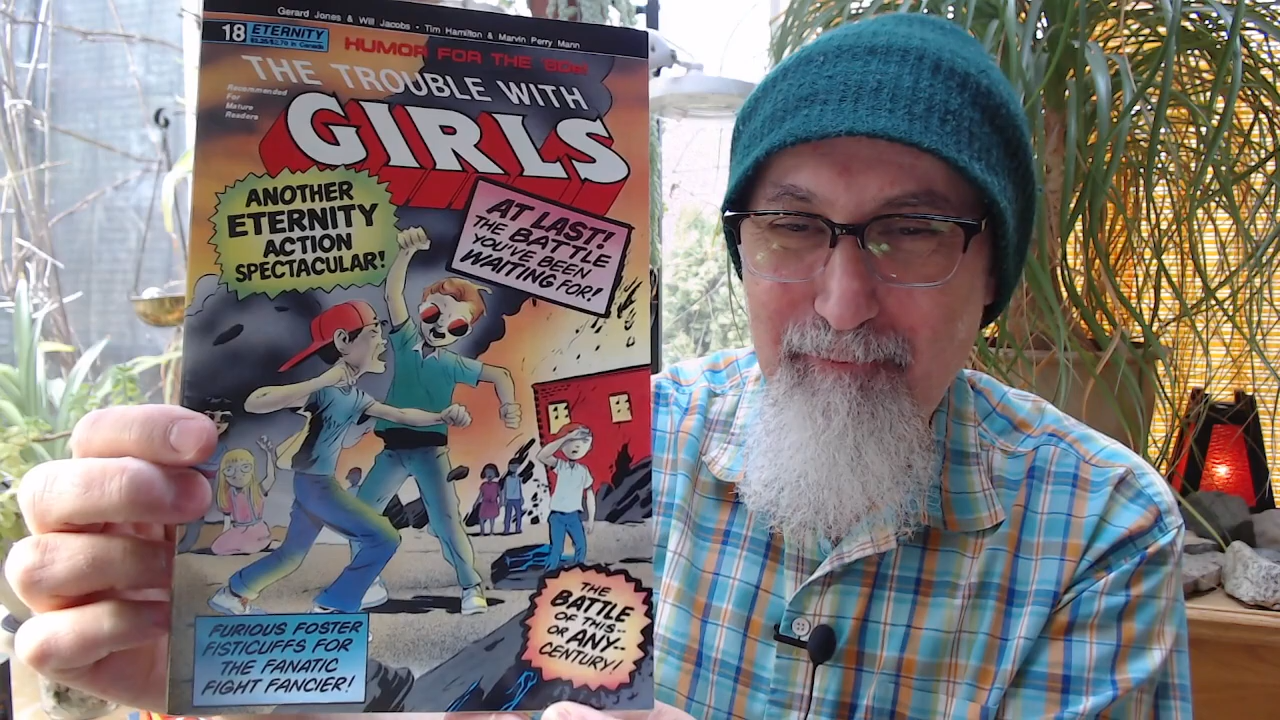 Gerard Jones & Will Jacobs - Tim Hamilton & Marvin Perry Mann
18 ETERNITY
in Canada
HUMOR FOR THE '80s!
THE TROUBLE WITH
GIRLS
Recommended
For
Mature
Readers
ANOTHER
ETERNITY
ACTION
SPECTACULAR!
AT LAST!
THE BATTLE
YOU'VE BEEN
WAITING FOR!
FURIOUS FOSTER
FISTICUFFS FOR
THE FANATIC
FIGHT FANCIER!
THE
BATTLE
OF THIS--
OR ANY--
CENTURY!